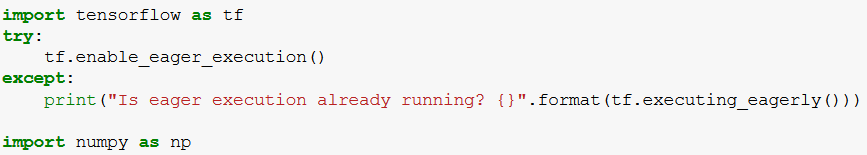 import tensorflow as tf
try:
    tf.enable_eager_execution()
except:
    print("Is eager execution already running? {}".format(tf.executing_eagerly()))

import numpy as np